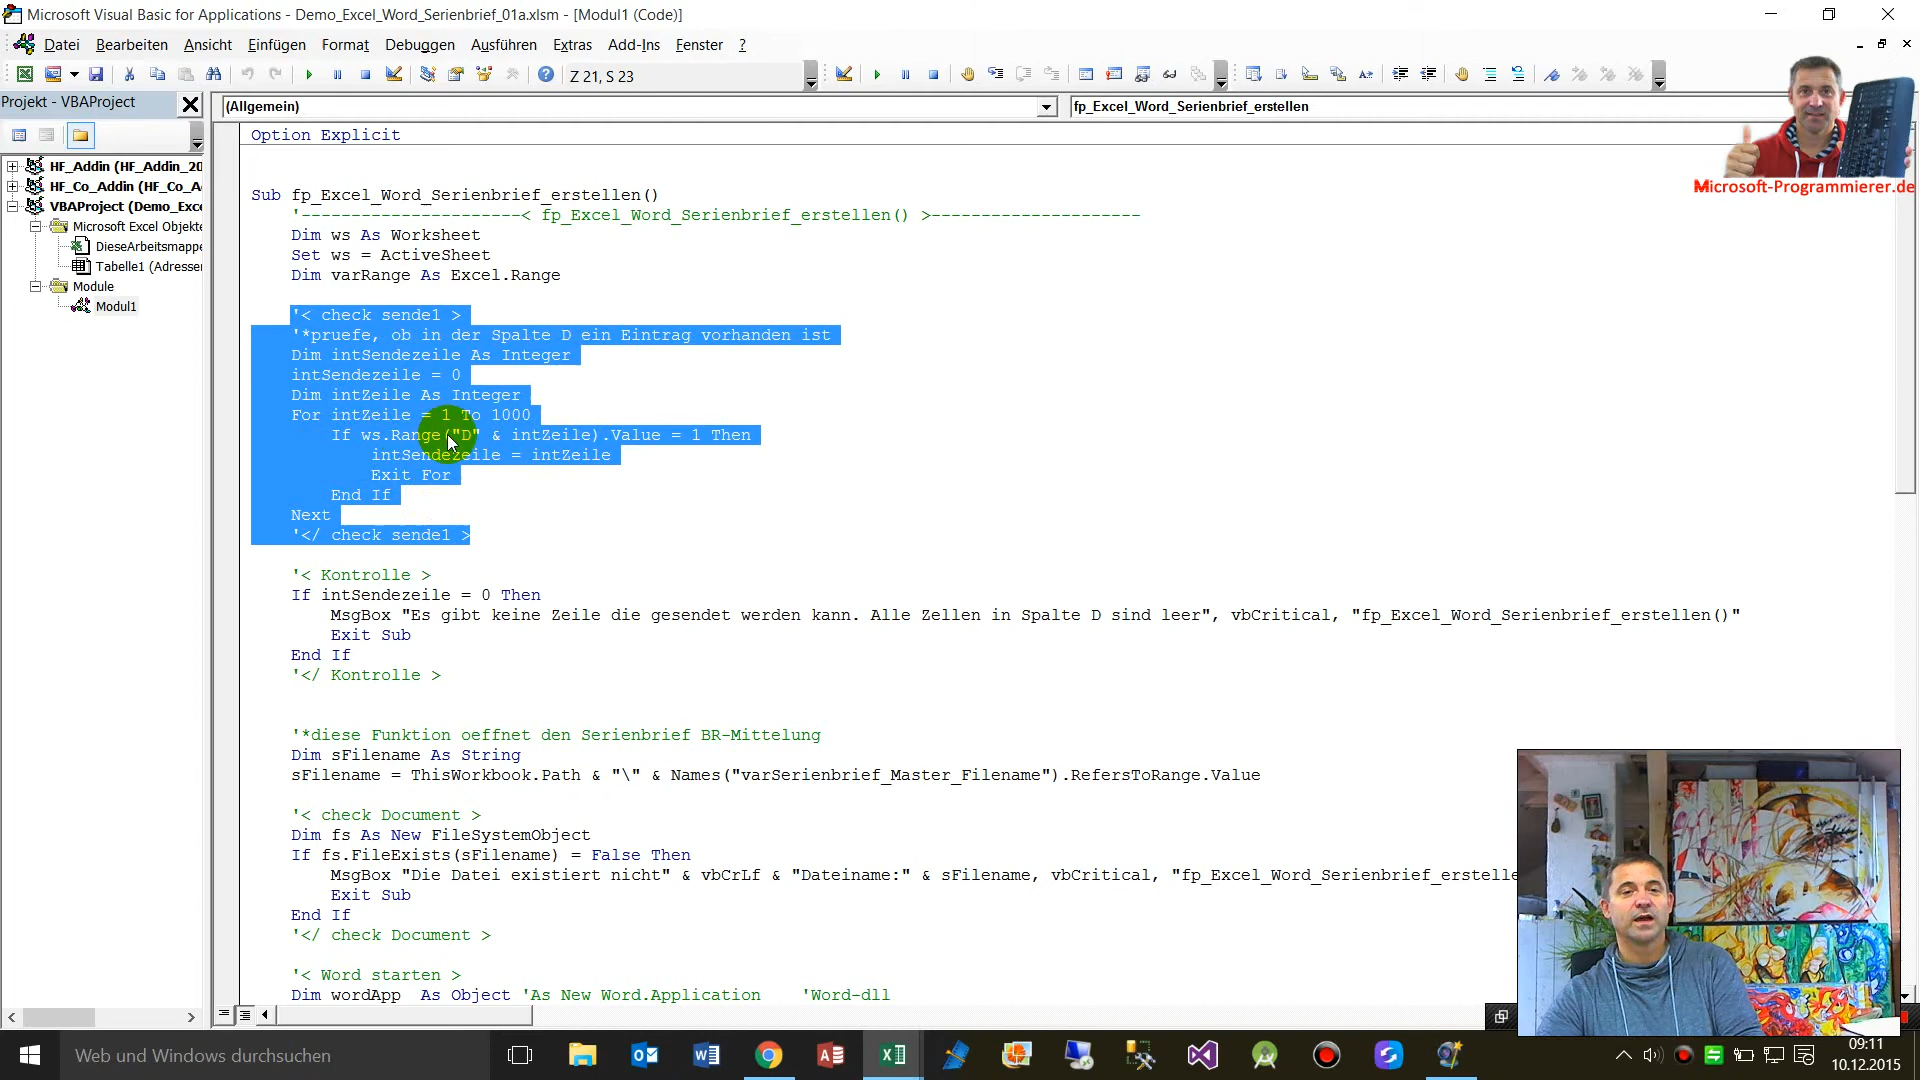 Microsoft Visual Basic for Applications - Demo_Excel_Word_Serienbrief_01a.xlsm - [Modul1 (Code)]
Datei Bearbeiten Ansicht Einfügen Format Debuggen Ausführen Extras Add-Ins Fenster ?
Z 21, S 23
Projekt - VBAProject
(Allgemein)
fp_Excel_Word_Serienbrief_erstellen
Microsoft-Programmierer.de
HF_Addin (HF_Addin_20
HF_Co_Addin (HF_Co_A
VBAProject (Demo_Exce
Microsoft Excel Objekte
DieseArbeitsmappe
Tabelle1 (Adressen
Module
Modul1
Option Explicit
Sub fp_Excel_Word_Serienbrief_erstellen()
'----------------------< fp_Excel_Word_Serienbrief_erstellen() >---------------------
Dim ws As Worksheet
Set ws = ActiveSheet
Dim varRange As Excel.Range
'< check sende1 >
'*pruefe, ob in der Spalte D ein Eintrag vorhanden ist
Dim intSendezeile As Integer
intSendezeile = 0
Dim intZeile As Integer
For intZeile = 1 To 1000
If ws.Range("D" & intZeile).Value = 1 Then
intSendezeile = intZeile
Exit For
End If
Next
'</ check sende1 >
'< Kontrolle >
If intSendezeile = 0 Then
MsgBox "Es gibt keine Zeile die gesendet werden kann. Alle Zellen in Spalte D sind leer", vbCritical, "fp_Excel_Word_Serienbrief_erstellen()"
Exit Sub
End If
'</ Kontrolle >
'*diese Funktion oeffnet den Serienbrief BR-Mittelung
Dim sFilename As String
sFilename = ThisWorkbook.Path & "\" & Names("varSerienbrief_Master_Filename").RefersToRange.Value
'< check Document >
Dim fs As New FileSystemObject
If fs.FileExists(sFilename) = False Then
MsgBox "Die Datei existiert nicht" & vbCrLf & "Dateiname:" & sFilename, vbCritical, "fp_Excel_Word_Serienbrief_erstelle
Exit Sub
End If
'</ check Document >
'< Word starten >
Dim wordApp As Object 'As New Word.Application 'Word-dll
Web und Windows durchsuchen
09:11
10.12.2015